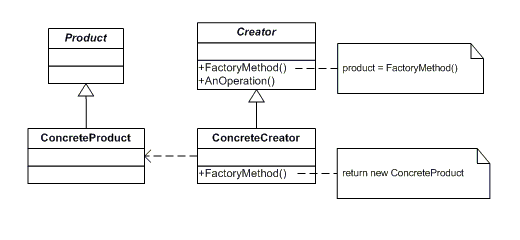 Product
Creator
+FactoryMethod()
+AnOperation()
product = FactoryMethod()
ConcreteProduct
ConcreteCreator
+FactoryMethod()
return new ConcreteProduct